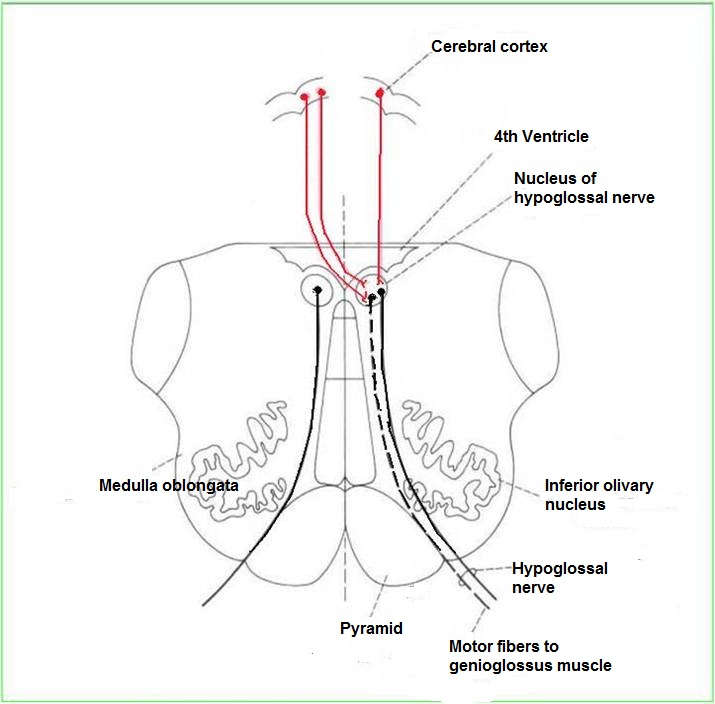 Cerebral cortex
4th Ventricle
Nucleus of
hypoglossal nerve
Medulla oblongata
Inferior olivary
nucleus
Hypoglossal
nerve
Pyramid
Motor fibers to
genioglossus muscle